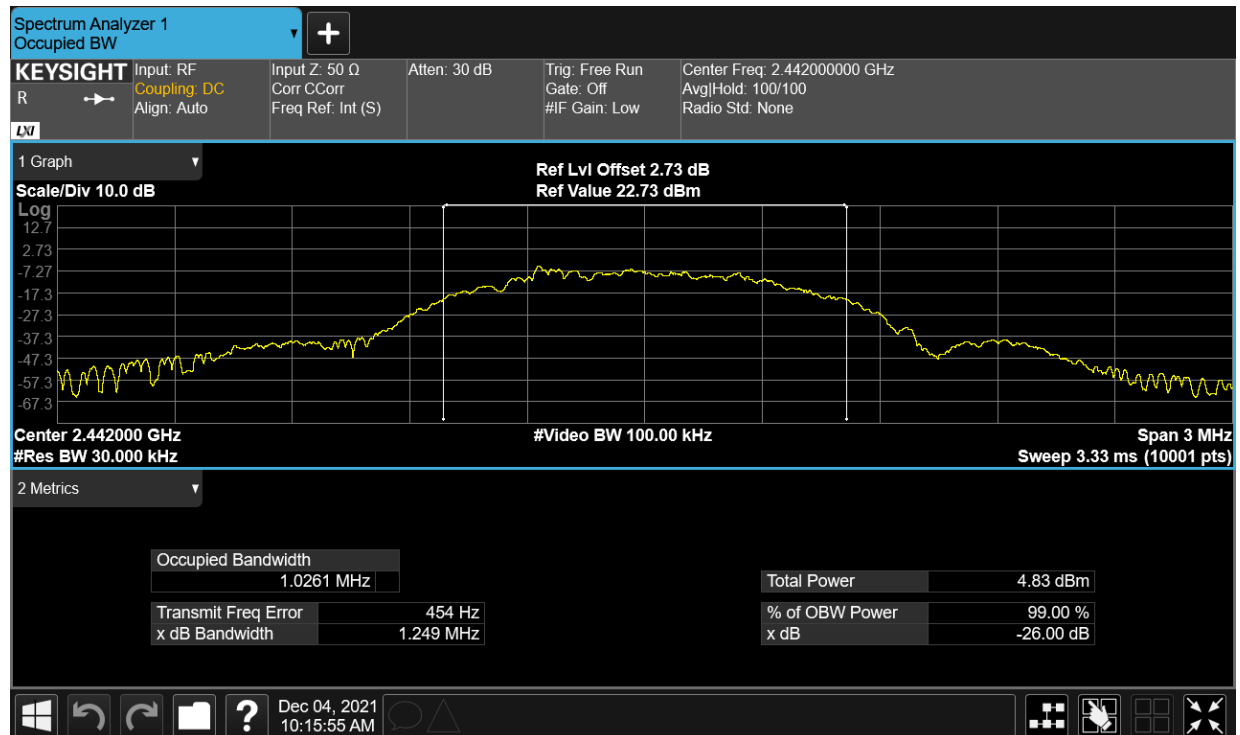 Spectrum Analyzer 1
Occupied BW
+
KEYSIGHT
R
LXI
Input: RF
Coupling: DC
Align: Auto
Input Z: 50 Ω
Corr CCorr
Freq Ref: Int (S)
Atten: 30 dB
Trig: Free Run
Gate: Off
#IF Gain: Low
Center Freq: 2.442000000 GHz
Avg|Hold: 100/100
Radio Std: None
1 Graph
Scale/Div 10.0 dB
Ref Lvl Offset 2.73 dB
Ref Value 22.73 dBm
Log
12.7
2.73
-7.27
-17.3
-27.3
-37.3
-47.3
-57.3
-67.3
Center 2.442000 GHz
#Res BW 30.000 kHz
#Video BW 100.00 kHz
Span 3 MHz
Sweep 3.33 ms (10001 pts)
2 Metrics
Occupied Bandwidth
1.0261 MHz
Transmit Freq Error 454 Hz
x dB Bandwidth 1.249 MHz
Total Power 4.83 dBm
% of OBW Power 99.00 %
x dB -26.00 dB
?
Dec 04, 2021
10:15:55 AM